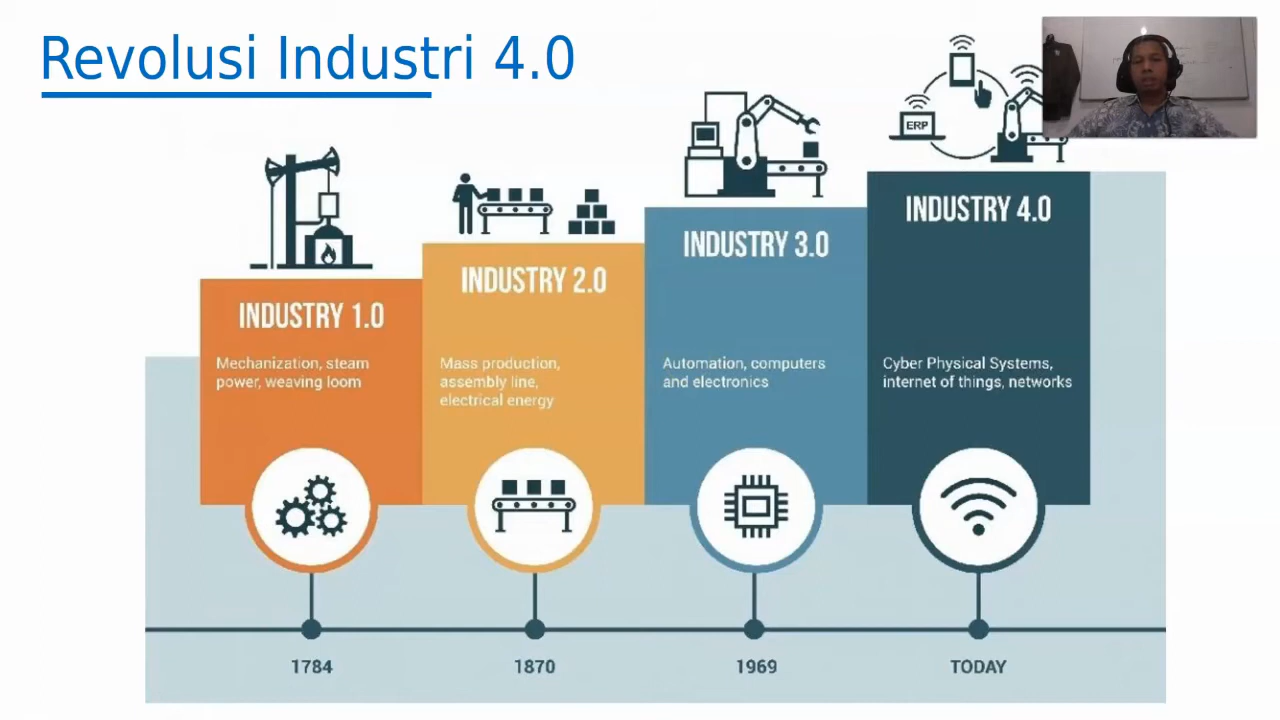 Revolusi Industri 4.0
ERP
INDUSTRY 1.0
Mechanization, steam
power, weaving loom
INDUSTRY 2.0
Mass production,
assembly line,
electrical energy
INDUSTRY 3.0
Automation, computers
and electronics
INDUSTRY 4.0
Cyber Physical Systems,
internet of things, networks
1784
1870
1969
TODAY